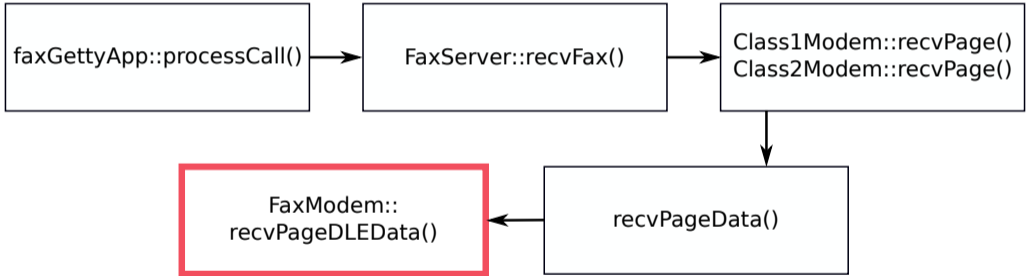 faxGettyApp::processCall()
FaxServer::recvFax()
Class1Modem::recvPage()
Class2Modem::recvPage()
recvPageData()
FaxModem::
recvPageDLEData()